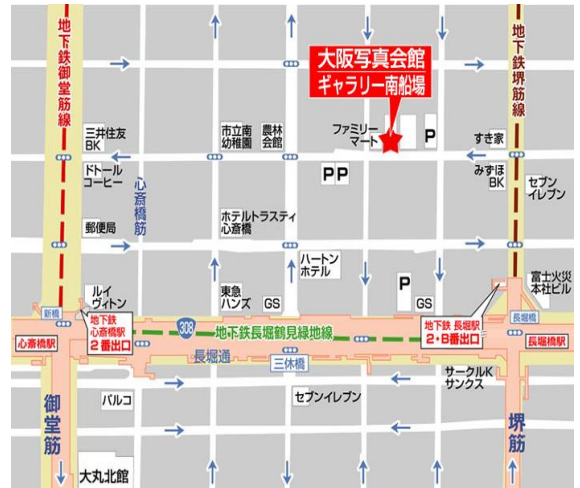 地下鉄御堂筋線
大阪写真会館
ギャラリー南船場
地下鉄堺筋線
三井住友
BK
市立南
幼稚園
農林
会館
ファミリー
マート
P
すき家
ドトール
コーヒー
心斎橋筋
PP
みずほ
BK
セブン
イレブン
郵便局
ホテルトラスティ
心斎橋
ハートン
ホテル
ルイ
ヴィトン
東急
ハンズ
GS
P
GS
富士火災
本社ビル
新橋
地下鉄
心斎橋駅
2番出口
308
地下鉄長堀鶴見緑地線
地下鉄 長堀駅
2・B番出口
長堀橋
心斎橋駅
長堀橋駅
長堀通
三休橋
サークルK
サンクス
御堂筋
パルコ
セブンイレブン
堺筋
大丸北館